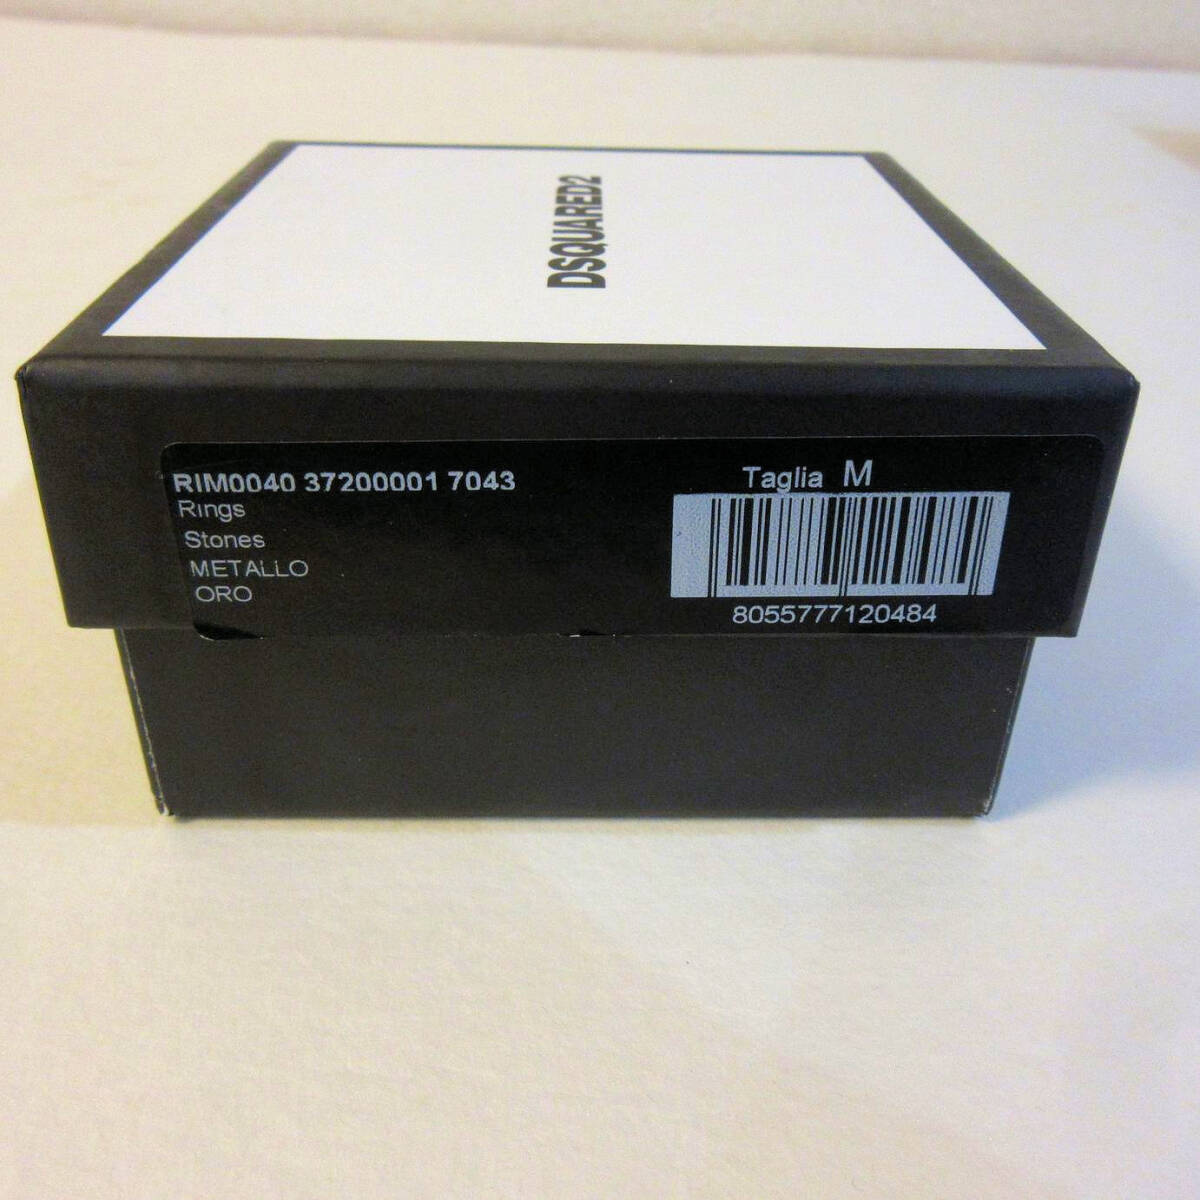 DSQUARED2
RIM0040 37200001 7043
Rings
Stones
METALLO
ORO
Taglia M
8055777120484